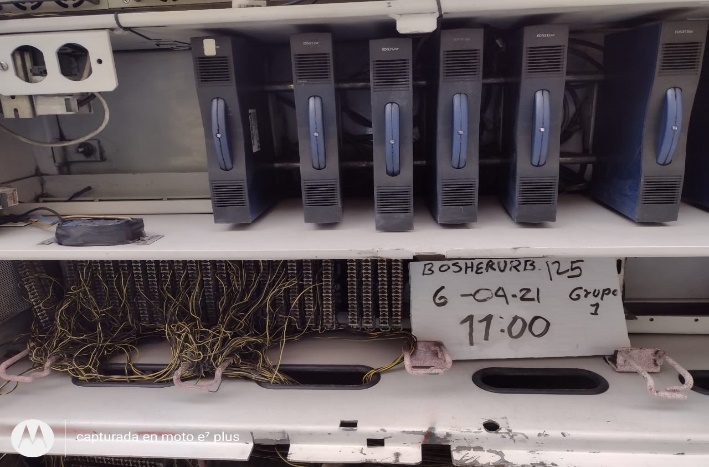 BOSHERURB. 125
6-04-21 Grupo
1
11:00
capturada en moto e⁷ plus